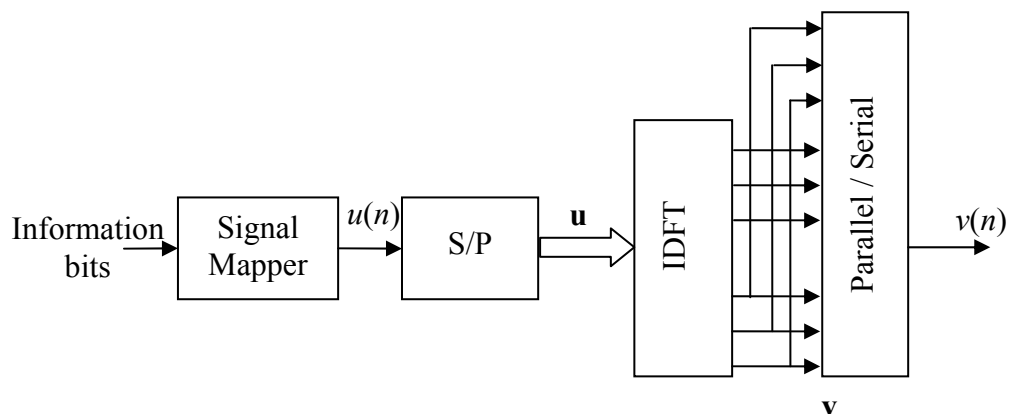 Information
bits
Signal
Mapper
u(n)
S/P
u
IDFT
Parallel / Serial
v(n)
v